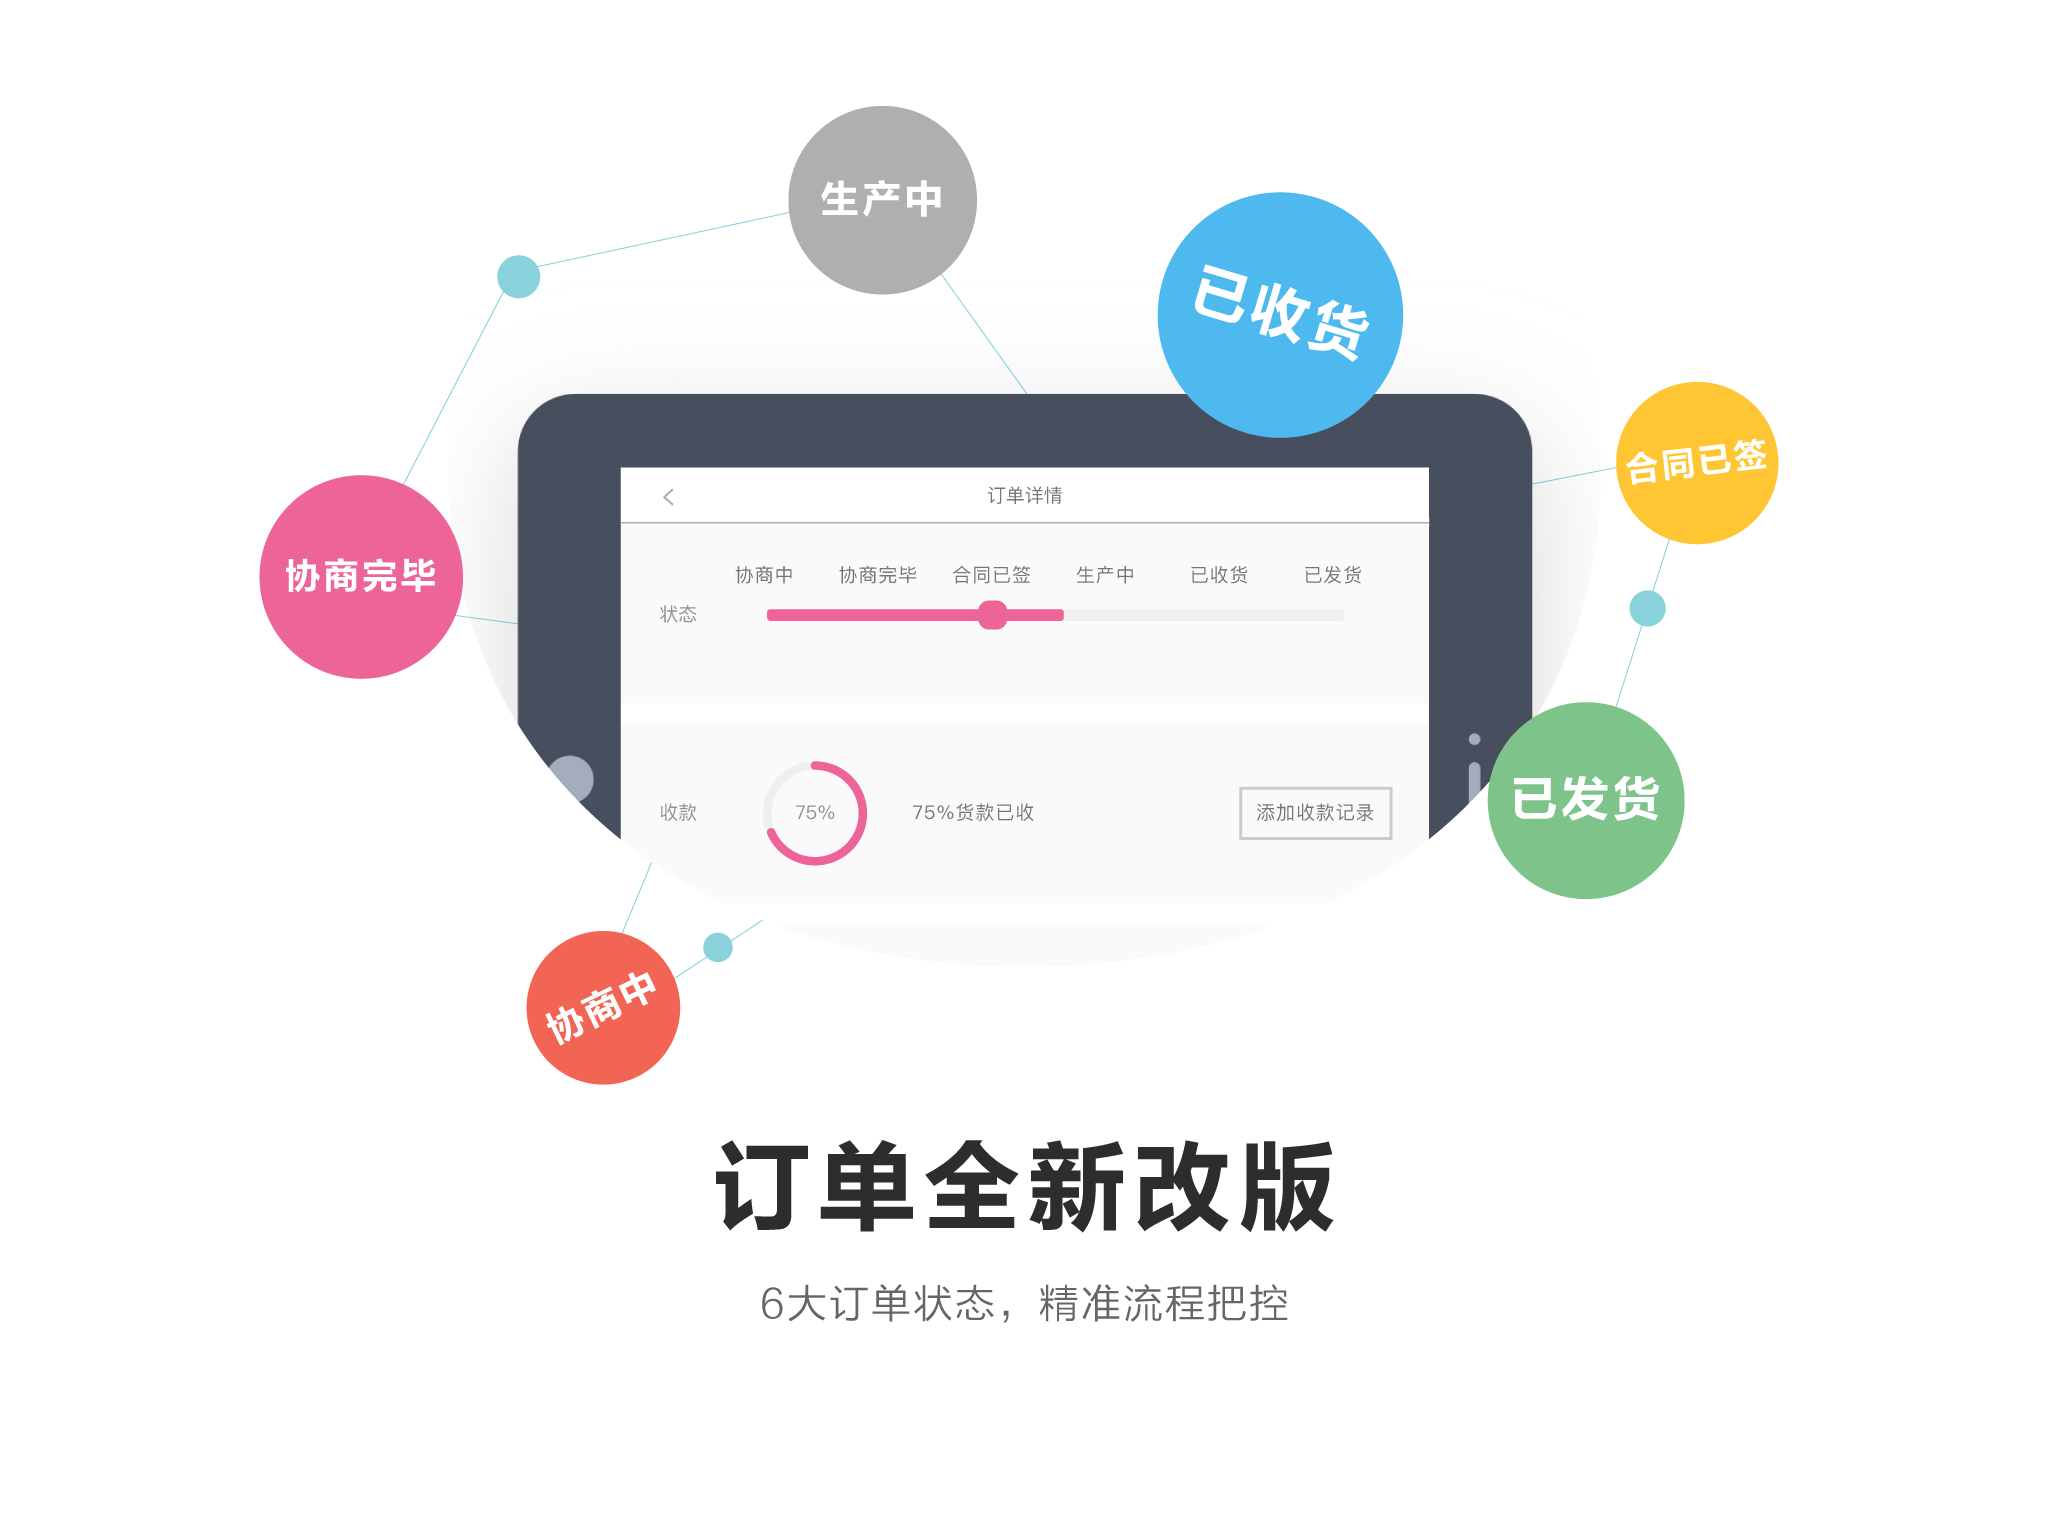 生产中
已收货
合同已签
协商完毕
订单详情
协商中 协商完毕 合同已签 生产中 已收货 已发货
状态
收款 75% 75%货款已收 添加收款记录
已发货
协商中
订单全新改版
6大订单状态，精准流程把控